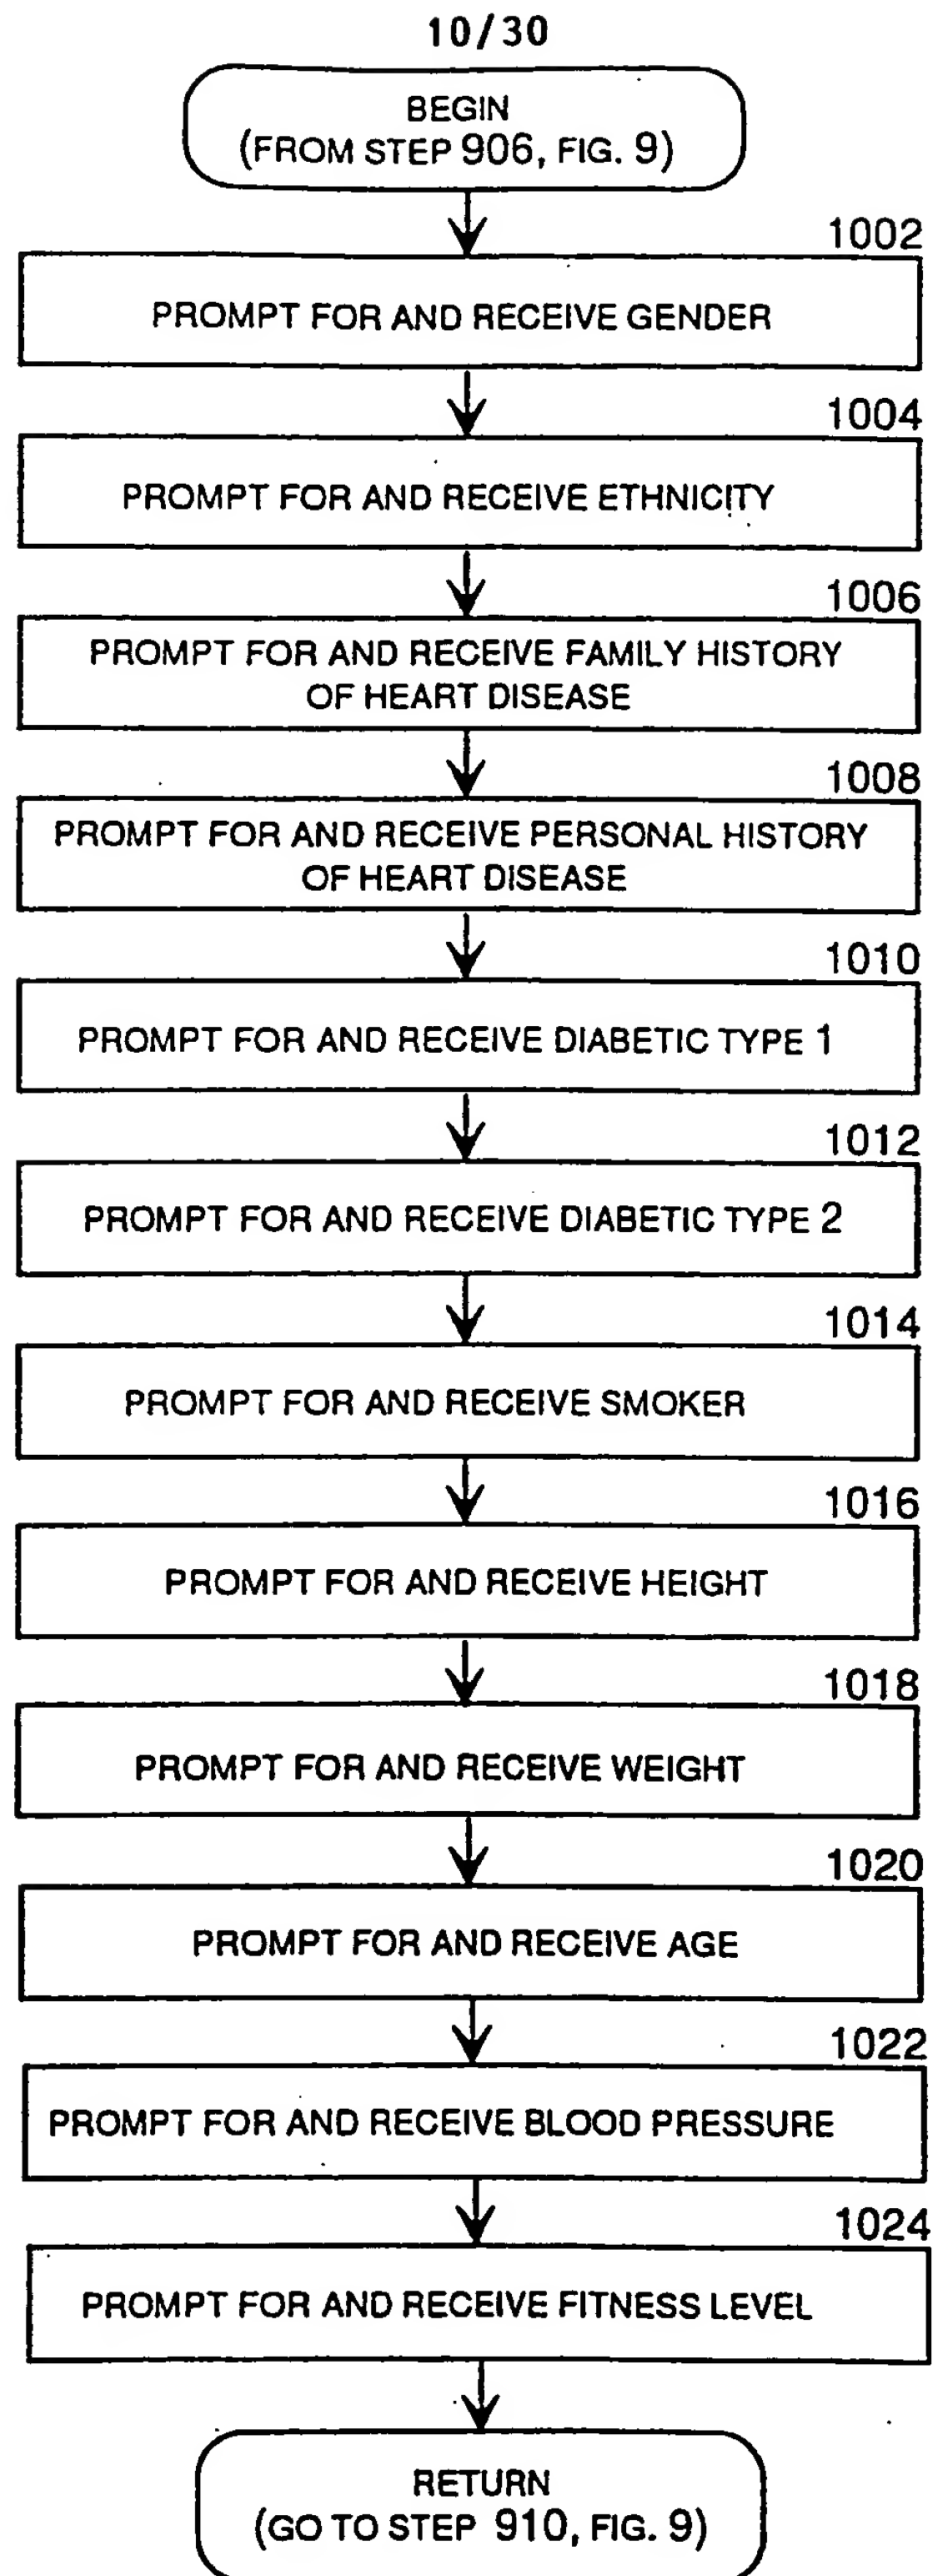 10/30
BEGIN
(FROM STEP 906, FIG. 9)
1002
PROMPT FOR AND RECEIVE GENDER
1004
PROMPT FOR AND RECEIVE ETHNICITY
1006
PROMPT FOR AND RECEIVE FAMILY HISTORY
OF HEART DISEASE
1008
PROMPT FOR AND RECEIVE PERSONAL HISTORY
OF HEART DISEASE
1010
PROMPT FOR AND RECEIVE DIABETIC TYPE 1
1012
PROMPT FOR AND RECEIVE DIABETIC TYPE 2
1014
PROMPT FOR AND RECEIVE SMOKER
1016
PROMPT FOR AND RECEIVE HEIGHT
1018
PROMPT FOR AND RECEIVE WEIGHT
1020
PROMPT FOR AND RECEIVE AGE
1022
PROMPT FOR AND RECEIVE BLOOD PRESSURE
1024
PROMPT FOR AND RECEIVE FITNESS LEVEL
RETURN
(GO TO STEP 910, FIG. 9)